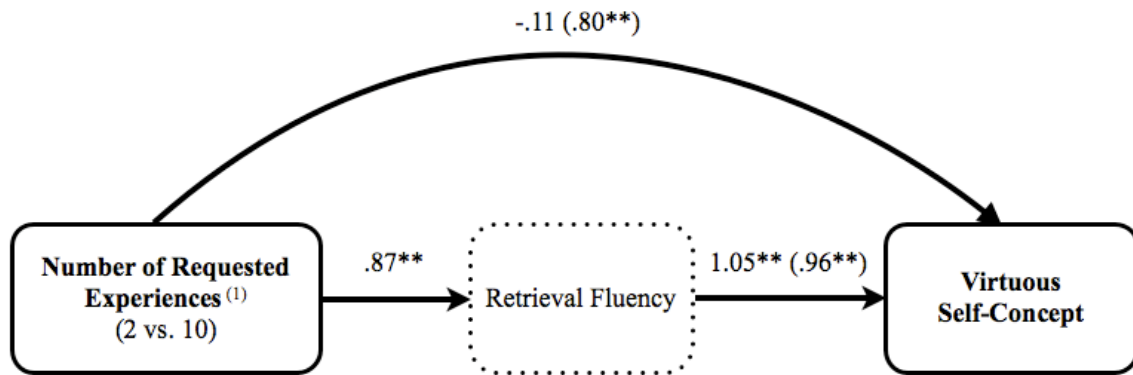 -.11 (.80**)
Number of Requested
Experiences (1)
(2 vs. 10)
.87**
Retrieval Fluency
1.05** (.96**)
Virtuous
Self-Concept